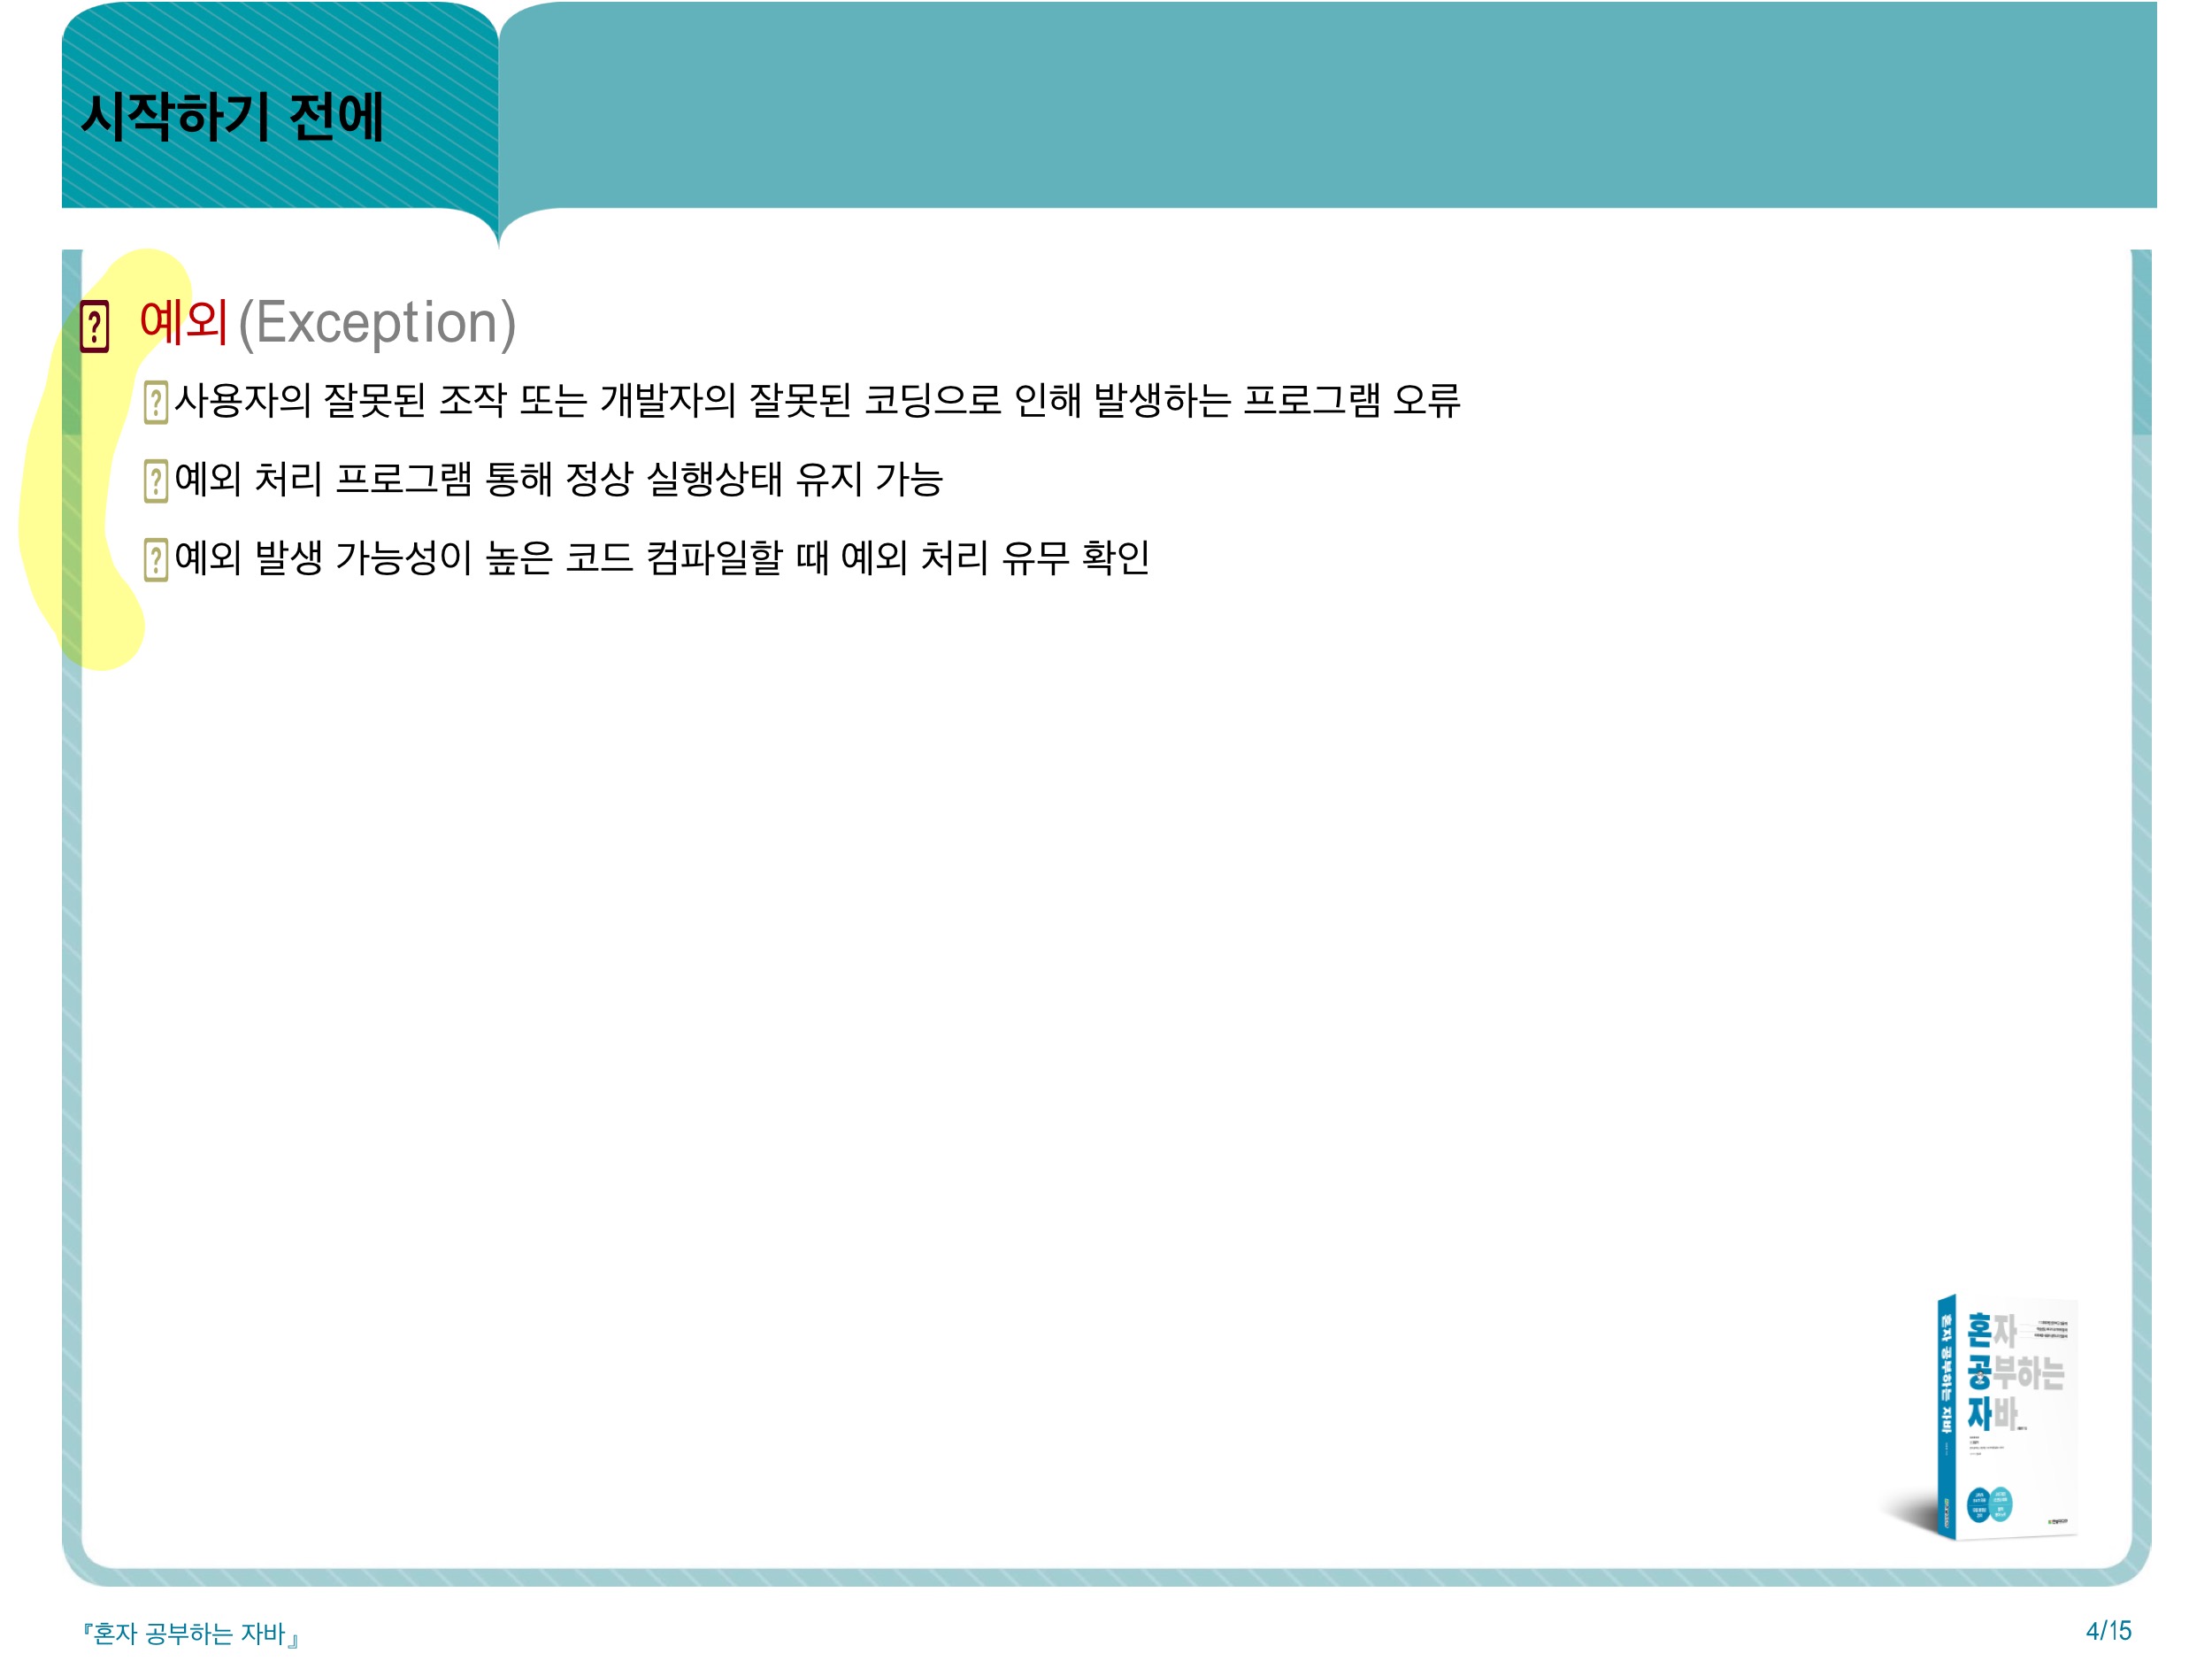 시작하기 전에
예외(Exception)
사용자의 잘못된 조작 또는 개발자의 잘못된 코딩으로 인해 발생하는 프로그램 오류
예외 처리 프로그램 통해 정상 실행상태 유지 가능
예외 발생 가능성이 높은 코드 컴파일할 때 예외 처리 유무 확인
혼자 공부하는 자바
혼자
공부하는
자바
『혼자 공부하는 자바』
4/15